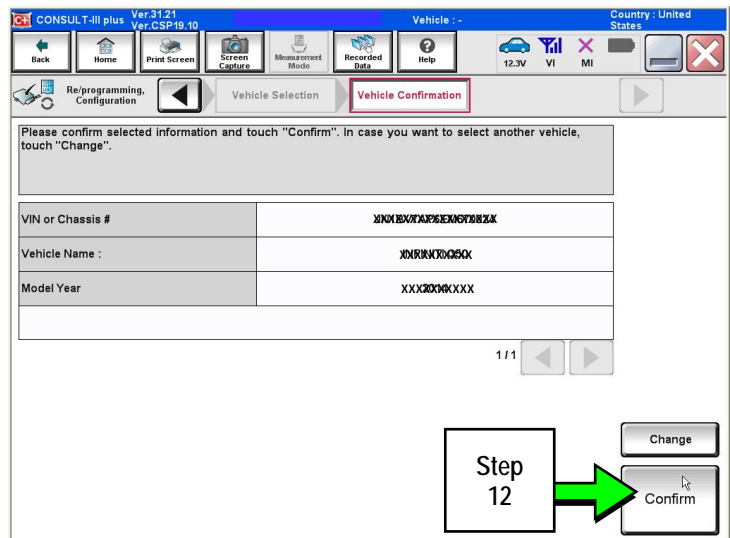 CONSULT-III plus Ver.31.21
Ver.CSP19.10
Vehicle : -
Country : United
States
Back
Home
Print Screen
Screen
Capture
Measurement
Mode
Recorded
Data
Help
12.3V
VI
MI
Re/programming,
Configuration
Vehicle Selection
Vehicle Confirmation
Please confirm selected information and touch "Confirm". In case you want to select another vehicle,
touch "Change".
VIN or Chassis #
Vehicle Name :
Model Year
1/1
Change
Step
12
Confirm